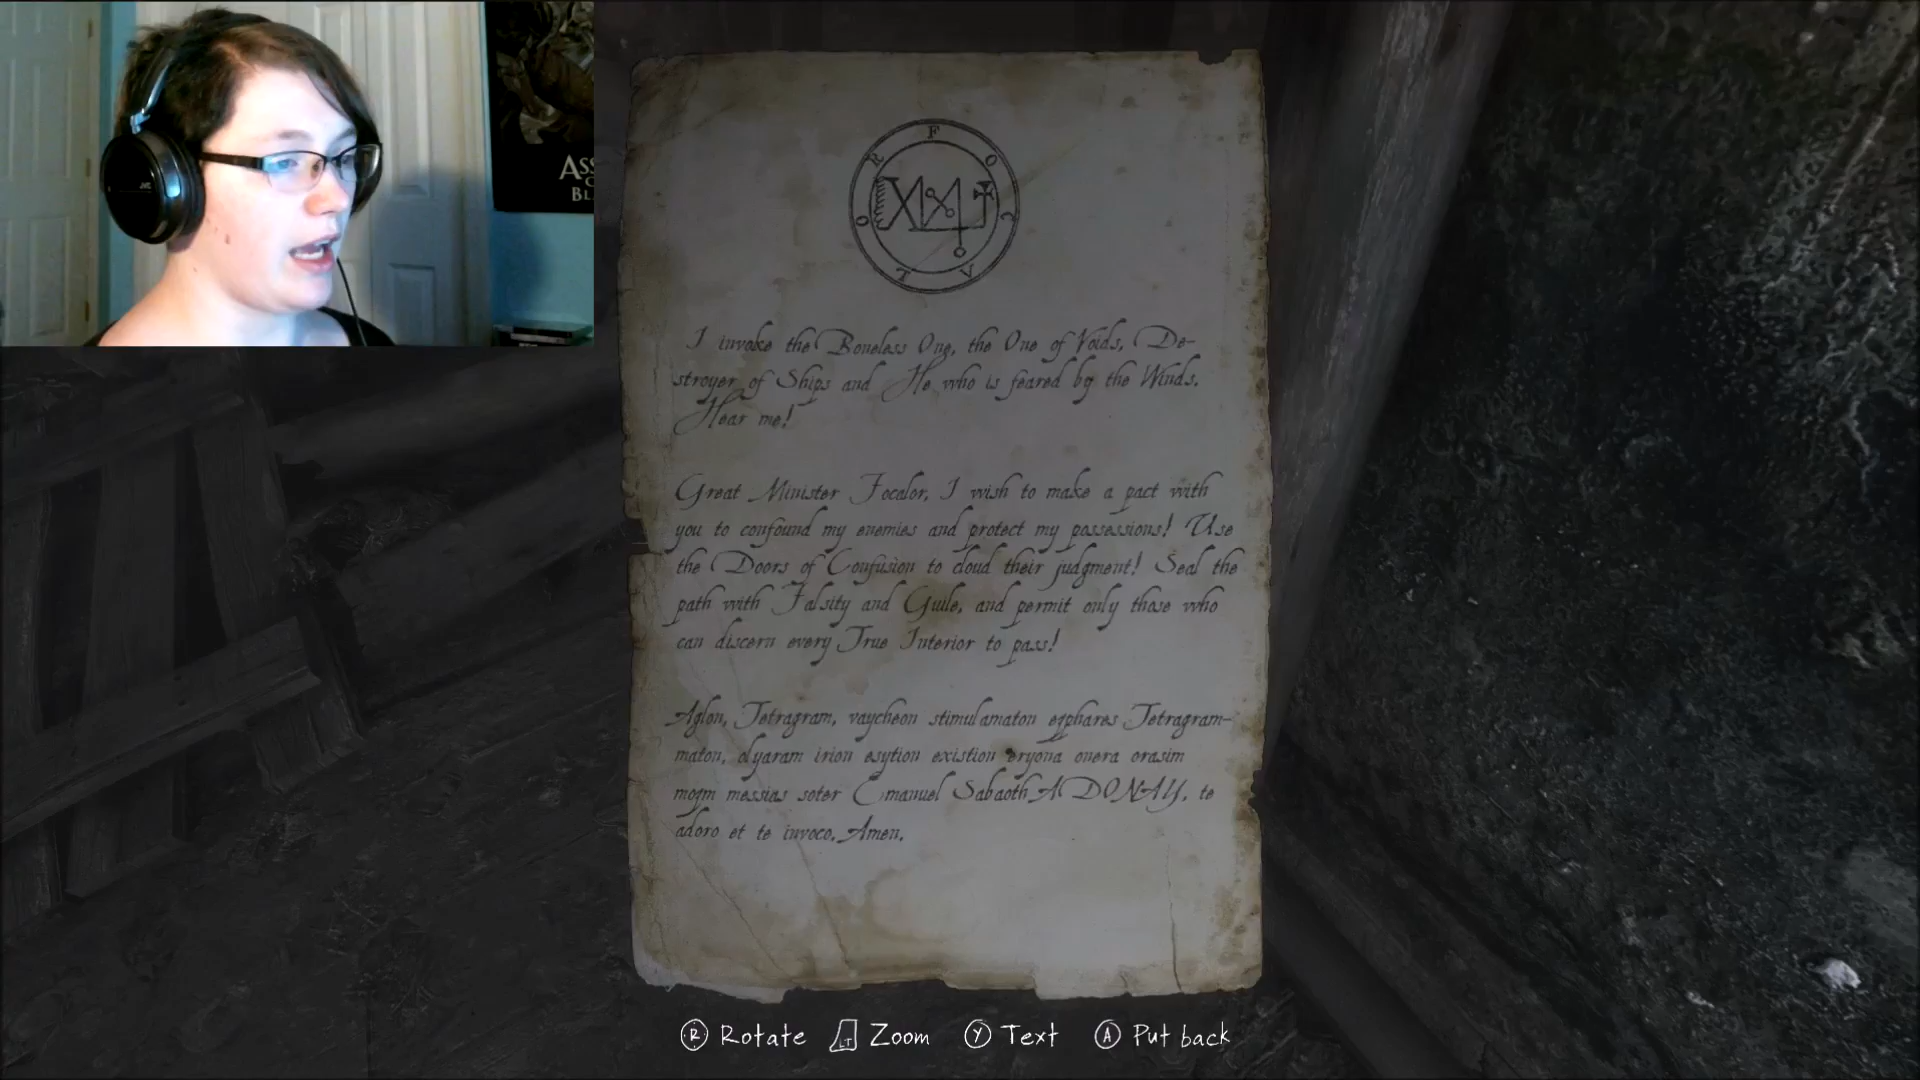 ASS
C
BL
JVC
F O C A L O R
I invoke the Boneless One, the One of Voids, De-
stroyer of Ships and He who is feared by the Winds.
Hear me!
Great Minister Focalor, I wish to make a pact with
you to confound my enemies and protect my possessions! Use
the Doors of Confusion to cloud their judgment! Seal the
path with Falsity and Guile, and permit only those who
can discern every True Interior to pass!
Aglon, Tetragram, vaycheon stimulamaton ezphares Tetragram-
maton, olyaram irion esytion existion eryona onera orasim
mozm messias soter Emanuel Sabaoth ADONAY, te
adoro et te invoco. Amen.
R Rotate LT Zoom Y Text A Put back